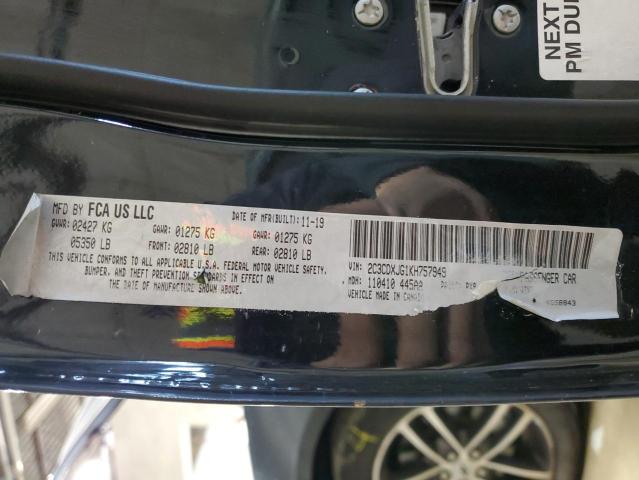 NEXT
PM DU
MFD BY FCA US LLC
DATE OF MFR(BUILT): 11-19
GVWR: 02427 KG
GAWR: 01275 KG
GAWR: 01275 KG
05350 LB
FRONT: 02810 LB
REAR: 02810 LB
THIS VEHICLE CONFORMS TO ALL APPLICABLE U.S.A. FEDERAL MOTOR VEHICLE SAFETY,
BUMPER, AND THEFT PREVENTION STANDARDS IN EFFECT ON
THE DATE OF MANUFACTURE SHOWN ABOVE.
VIN: 2C3CDXJG1KH757949
PASSENGER CAR
MDH: 110410 445AA
VEHICLE MADE IN CANADA